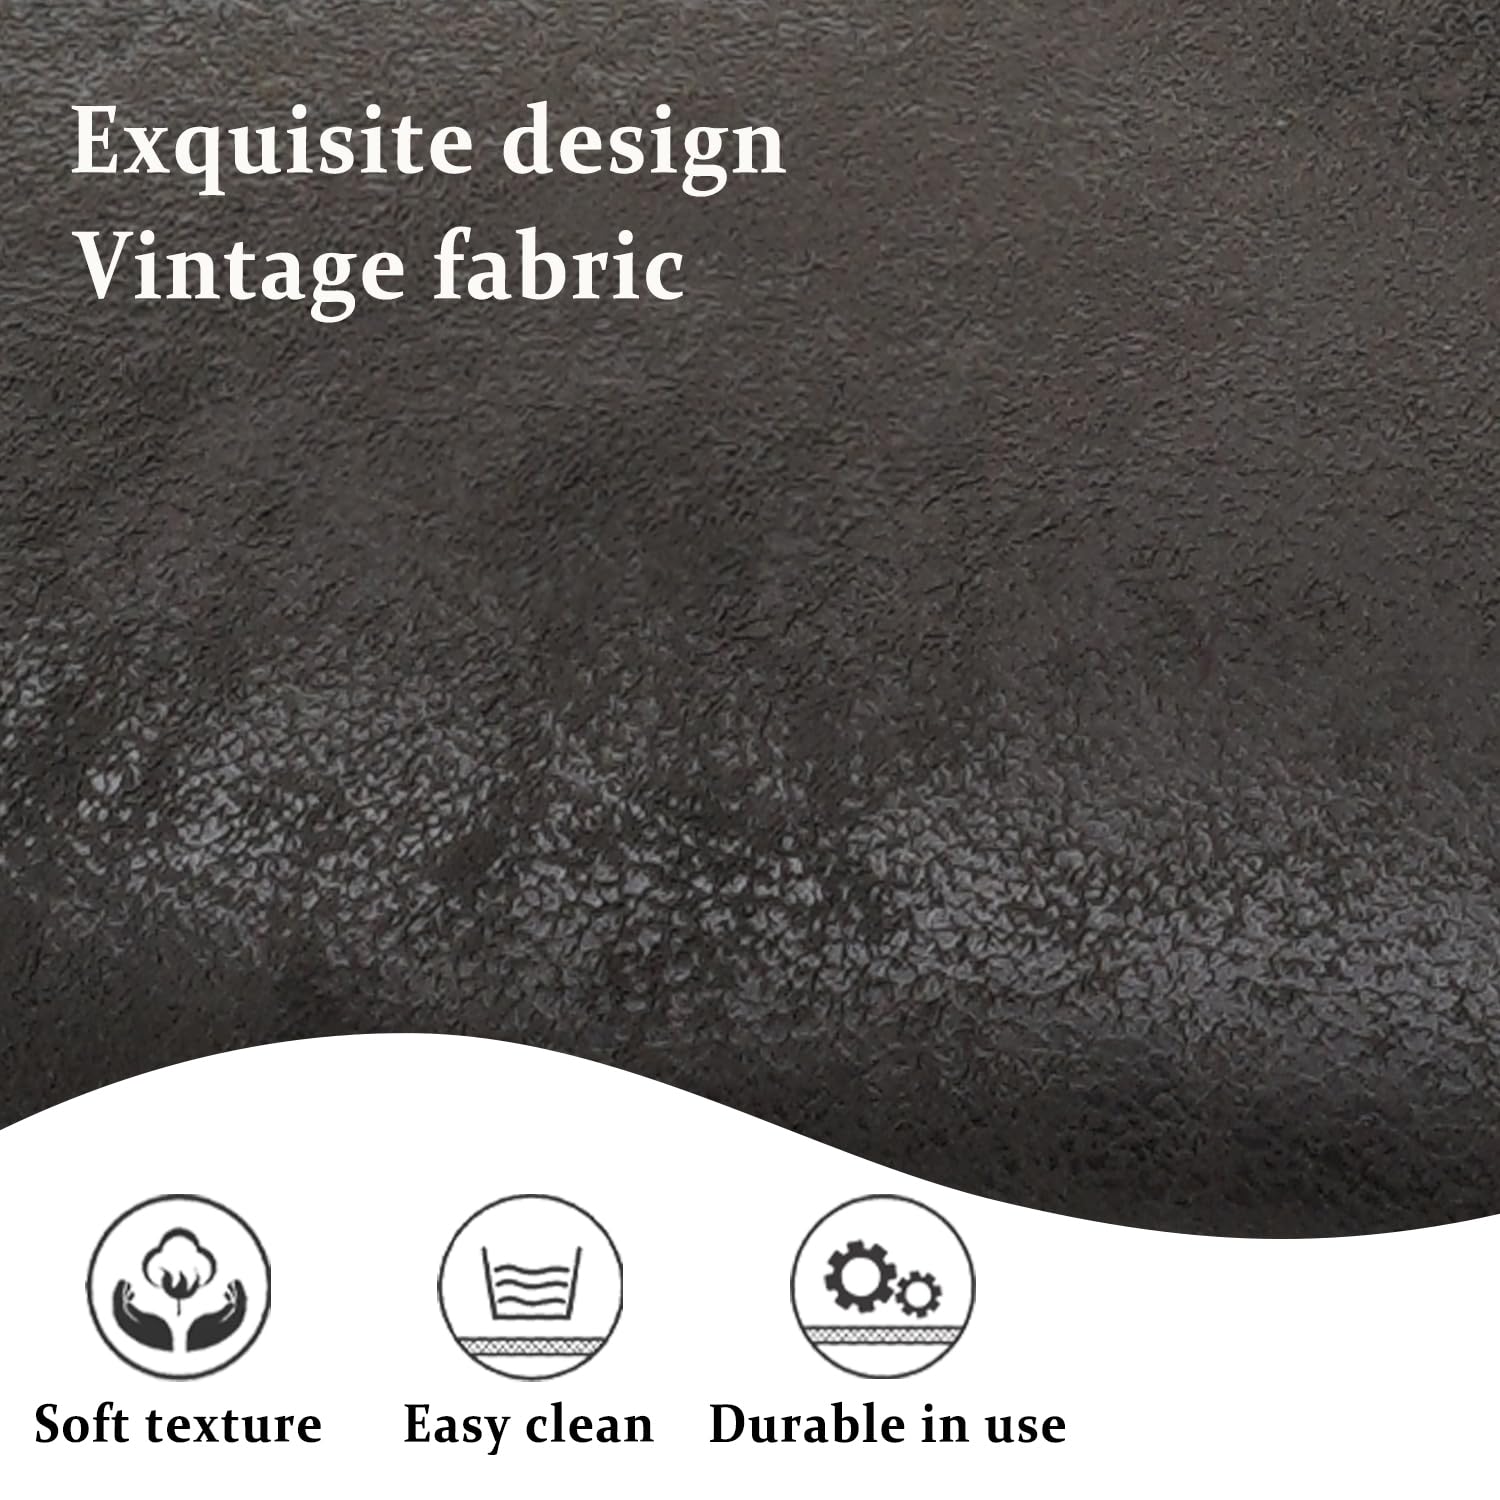 Exquisite design
Vintage fabric
Soft texture
Easy clean
Durable in use